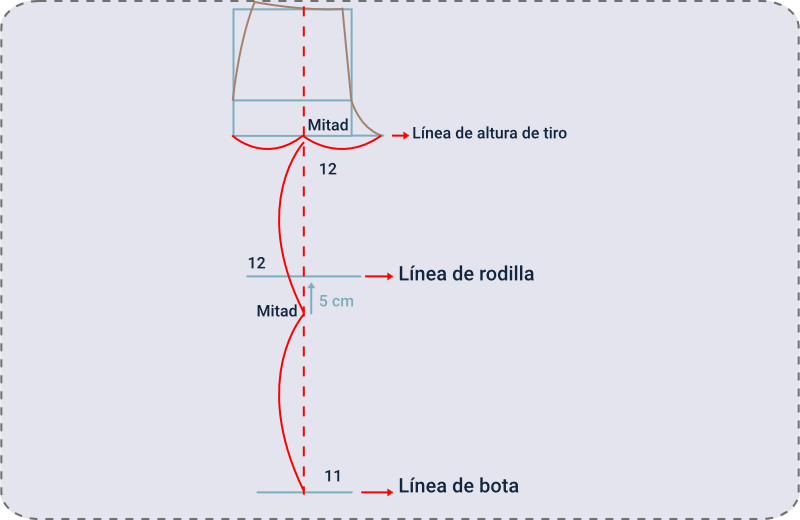 Mitad
Línea de altura de tiro
12
12
Línea de rodilla
5 cm
Mitad
11
Línea de bota